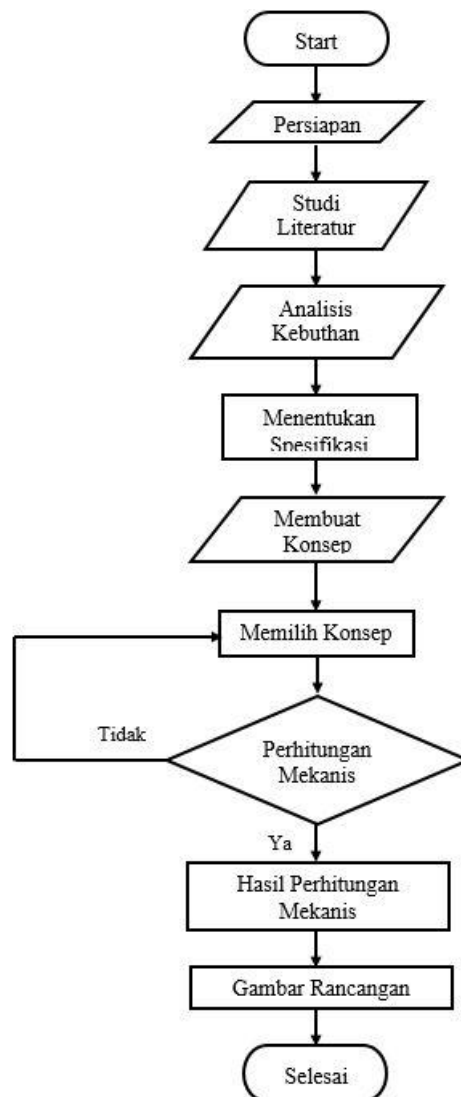 Start
Persiapan
Studi
Literatur
Analisis
Kebuthan
Menentukan
Spesifikasi
Membuat
Konsep
Memilih Konsep
Tidak
Perhitungan
Mekanis
Ya
Hasil Perhitungan
Mekanis
Gambar Rancangan
Selesai